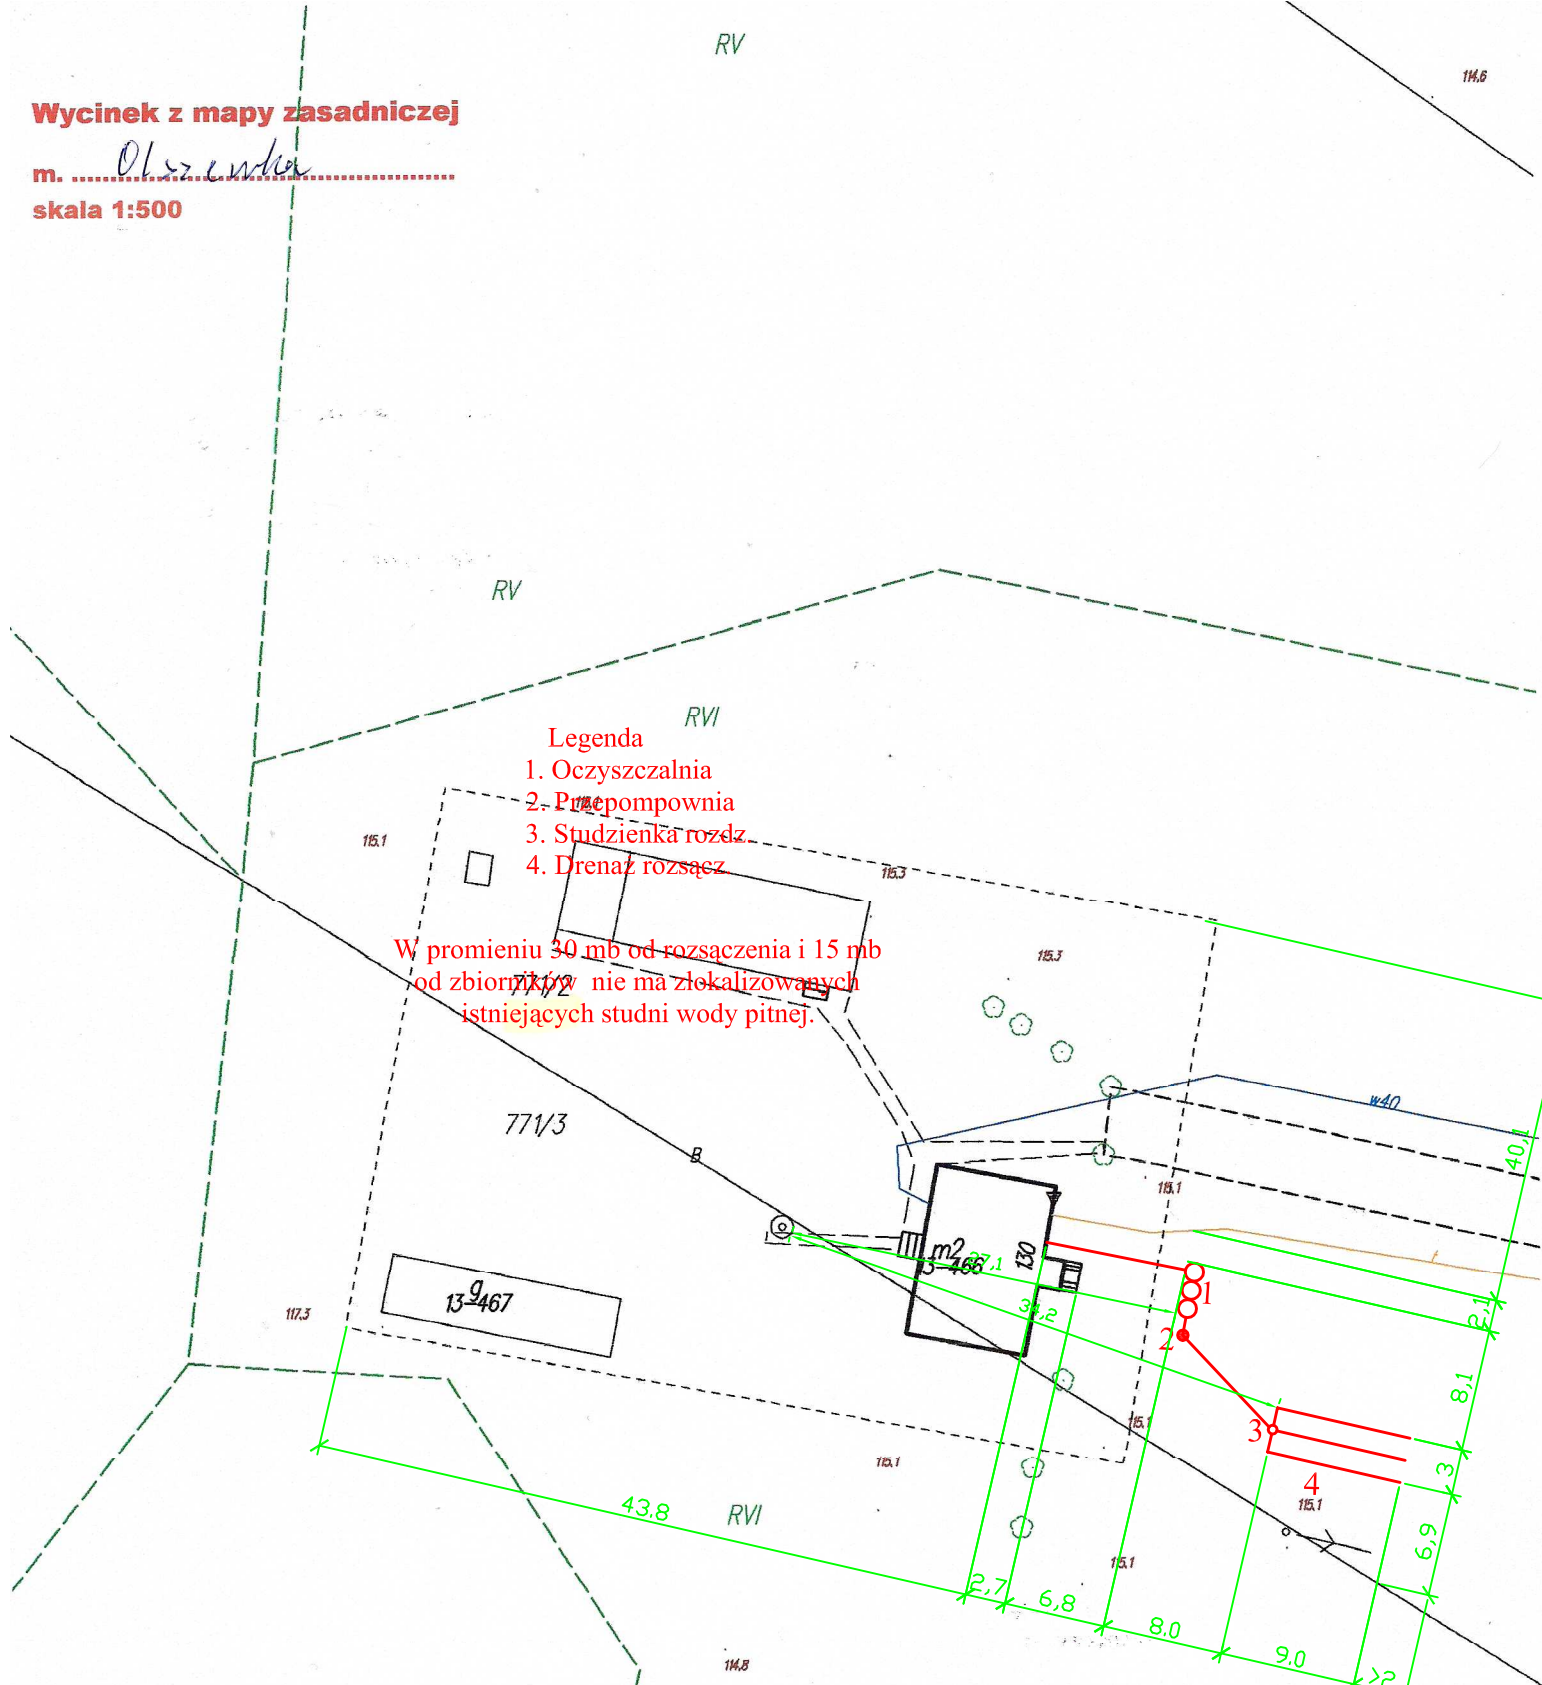 RV
114,6
Wycinek z mapy zasadniczej
m. Olszewka
skala 1:500
RV
RVI
Legenda
1. Oczyszczalnia
2. Przepompownia
3. Studzienka rozdz.
4. Drenaż rozsącz.
115.1
115.3
W promieniu 30 mb od rozsączenia i 15 mb
od zbiorników nie ma zlokalizowanych
istniejących studni wody pitnej.
771/2
115.3
771/3
w40
40,1
B
115.1
m2
13-466
130
27,1
t
g
13-467
34,2
1
2,1
117.3
2
8,1
115.1
3
115.1
3
4
115.1
43.8
RVI
6,9
115.1
2,7
6,8
8.0
9.0
>2
114.8